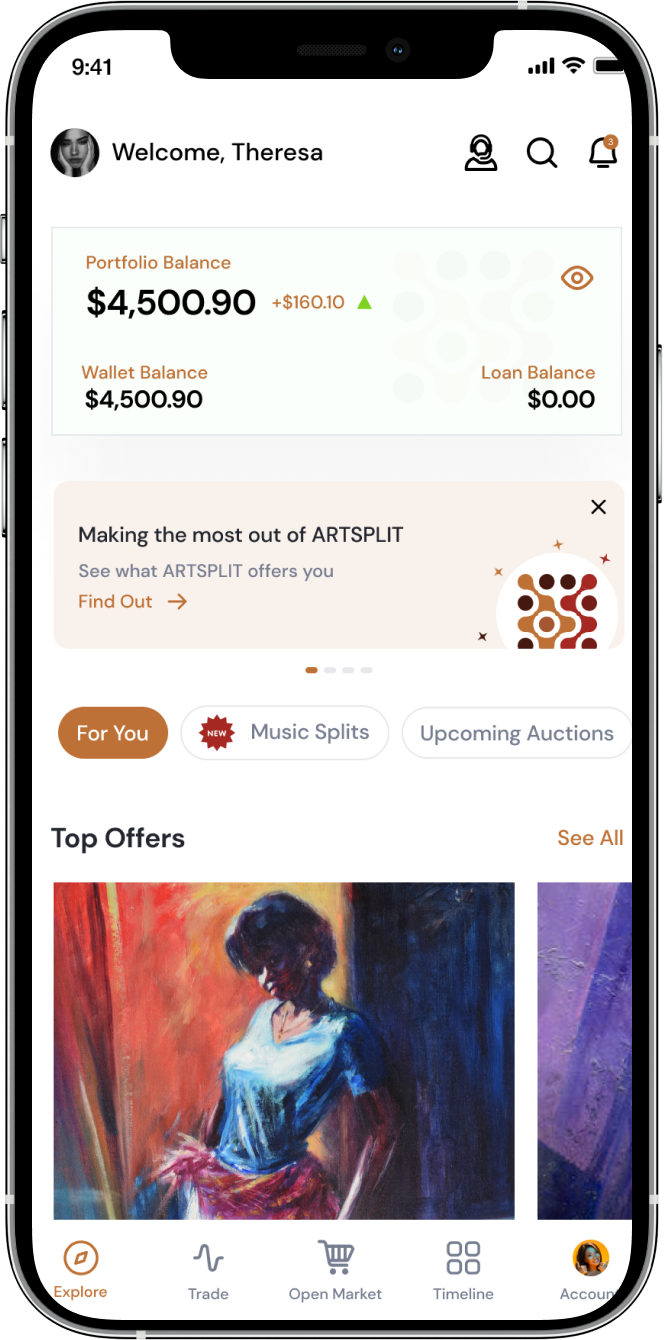 9:41
Welcome, Theresa
3
Portfolio Balance
$4,500.90 +$160.10
Wallet Balance Loan Balance
$4,500.90 $0.00
Making the most out of ARTSPLIT
See what ARTSPLIT offers you
Find Out
For You NEW Music Splits Upcoming Auctions
Top Offers See All
Explore Trade Open Market Timeline Accoun